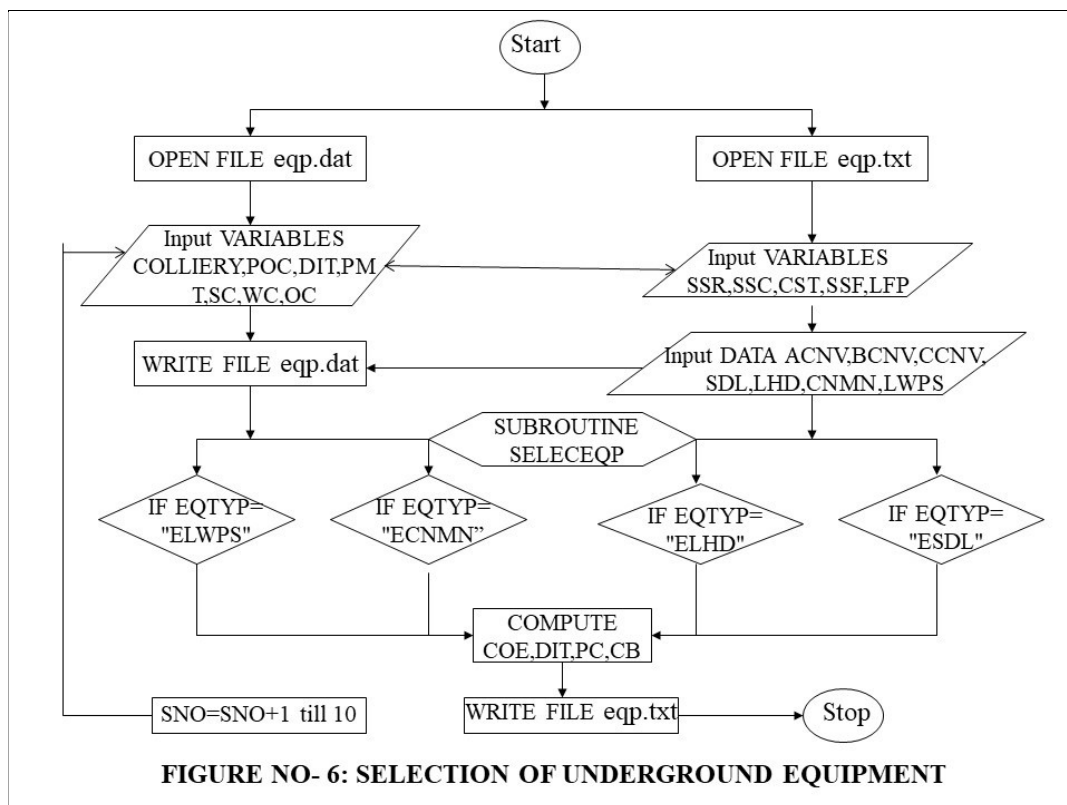 Start
OPEN FILE eqp.dat
OPEN FILE eqp.txt
Input VARIABLES
COLLIERY,POC,DIT,PM
T,SC,WC,OC
Input VARIABLES
SSR,SSC,CST,SSF,LFP
WRITE FILE eqp.dat
Input DATA ACNV,BCNV,CCNV,
SDL,LHD,CNMN,LWPS
SUBROUTINE
SELECEQP
IF EQTYP=
"ELWPS"
IF EQTYP=
"ECNMN”
IF EQTYP=
"ELHD"
IF EQTYP=
"ESDL"
COMPUTE
COE,DIT,PC,CB
SNO=SNO+1 till 10
WRITE FILE eqp.txt
Stop
FIGURE NO- 6: SELECTION OF UNDERGROUND EQUIPMENT